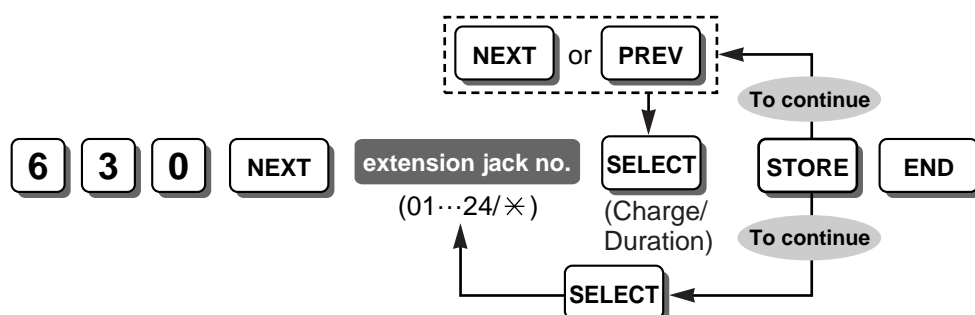 NEXT or PREV
To continue
6 3 0 NEXT extension jack no. SELECT STORE END
(01···24/✳)
(Charge/
Duration)
To continue
SELECT